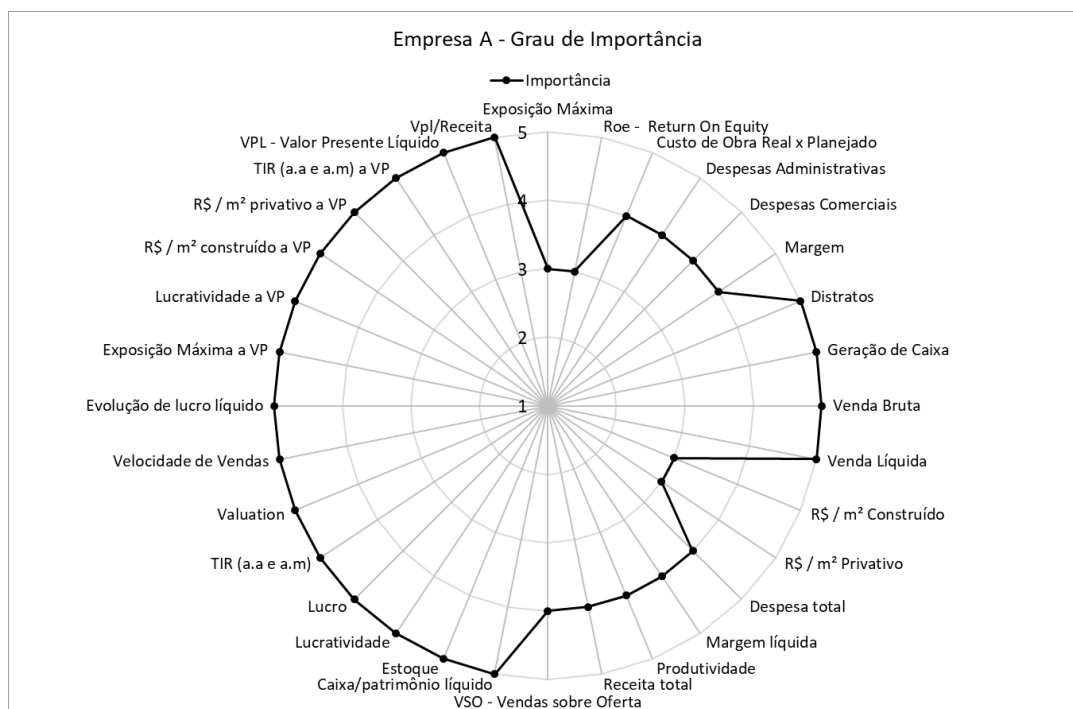 Empresa A - Grau de Importância
Importância
Exposição Máxima
Roe - Return On Equity
Custo de Obra Real x Planejado
Despesas Administrativas
Despesas Comerciais
Margem
Distratos
Geração de Caixa
Venda Bruta
Venda Líquida
R$ / m² Construído
R$ / m² Privativo
Despesa total
Margem líquida
Produtividade
Receita total
VSO - Vendas sobre Oferta
Caixa/patrimônio líquido
Estoque
Lucratividade
Lucro
TIR (a.a e a.m)
Valuation
Velocidade de Vendas
Evolução de lucro líquido
Exposição Máxima a VP
Lucratividade a VP
R$ / m² construído a VP
R$ / m² privativo a VP
TIR (a.a e a.m) a VP
VPL - Valor Presente Líquido
Vpl/Receita
5
4
3
2
1